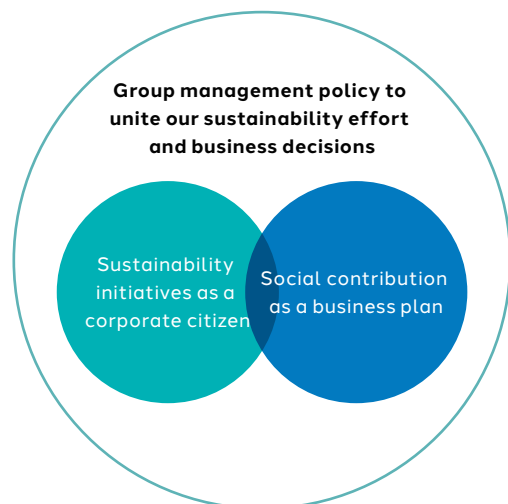 Group management policy to
unite our sustainability effort
and business decisions
Sustainability
initiatives as a
corporate citizen
Social contribution
as a business plan